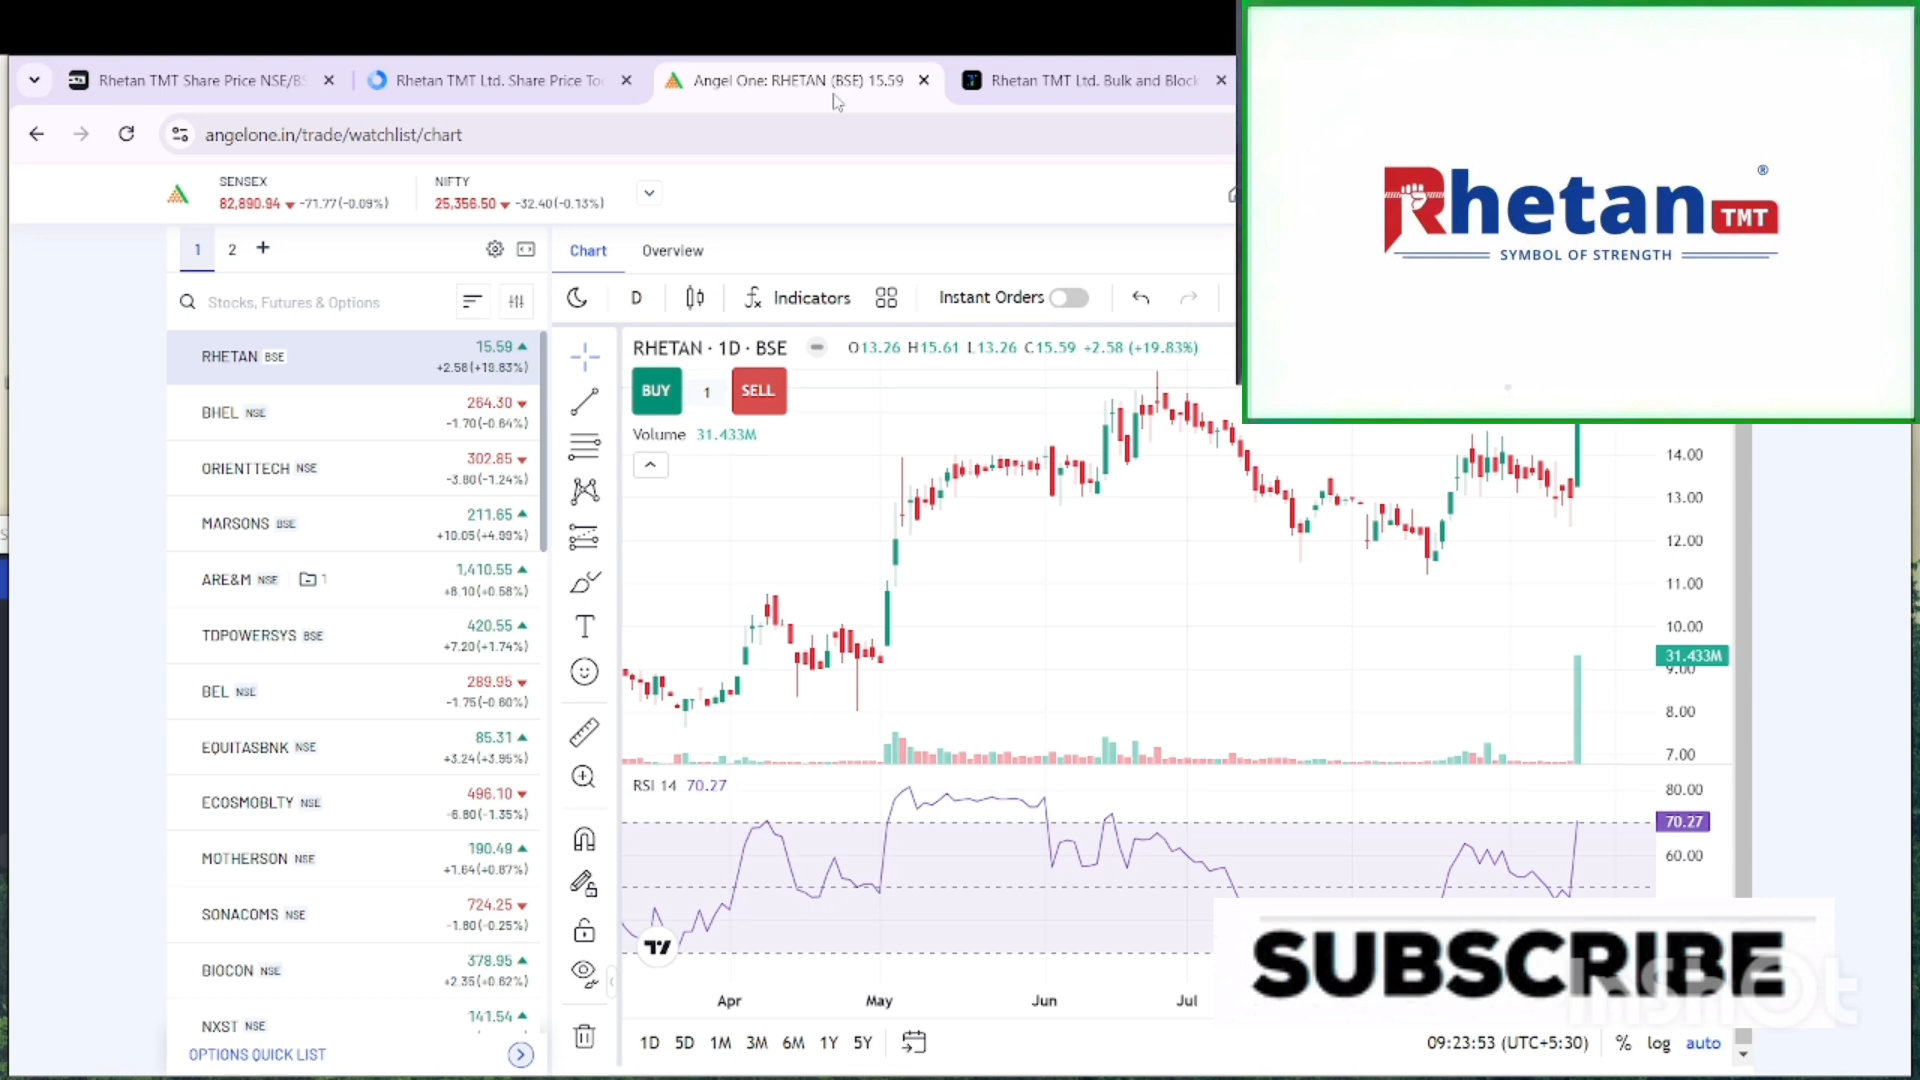 Rhetan TMT Share Price NSE/BS
Rhetan TMT Ltd. Share Price Too
Angel One: RHETAN (BSE) 15.59
Rhetan TMT Ltd. Bulk and Block
angelone.in/trade/watchlist/chart
SENSEX
82,890.94 ▼ -71.77(-0.09%)
NIFTY
25,356.50 ▼ -32.40(-0.13%)
Rhetan TMT ®
SYMBOL OF STRENGTH
1 2 +
Chart Overview
Stocks, Futures & Options
D Indicators Instant Orders
RHETAN BSE 15.59 ▲
+2.58(+19.83%)
BHEL NSE 264.30 ▼
-1.70(-0.64%)
ORIENTTECH NSE 302.85 ▼
-3.80(-1.24%)
MARSONS BSE 211.65 ▲
+10.05(+4.99%)
ARE&M NSE 1 1,410.55 ▲
+8.10(+0.58%)
TDPOWERSYS BSE 420.55 ▲
+7.20(+1.74%)
BEL NSE 289.95 ▼
-1.75(-0.60%)
EQUITASBNK NSE 85.31 ▲
+3.24(+3.95%)
ECOSMOBLTY NSE 496.10 ▼
-6.80(-1.35%)
MOTHERSON NSE 190.49 ▲
+1.64(+0.87%)
SONACOMS NSE 724.25 ▼
-1.80(-0.25%)
BIOCON NSE 378.95 ▲
+2.35(+0.62%)
NXST NSE 141.54 ▲
OPTIONS QUICK LIST
RHETAN · 1D · BSE O13.26 H15.61 L13.26 C15.59 +2.58 (+19.83%)
BUY 1 SELL
Volume 31.433M
14.00
13.00
12.00
11.00
10.00
31.433M
9.00
8.00
7.00
RSI 14 70.27
80.00
70.27
60.00
Apr May Jun Jul
SUBSCRIBE
InShOt
1D 5D 1M 3M 6M 1Y 5Y
09:23:53 (UTC+5:30) % log auto